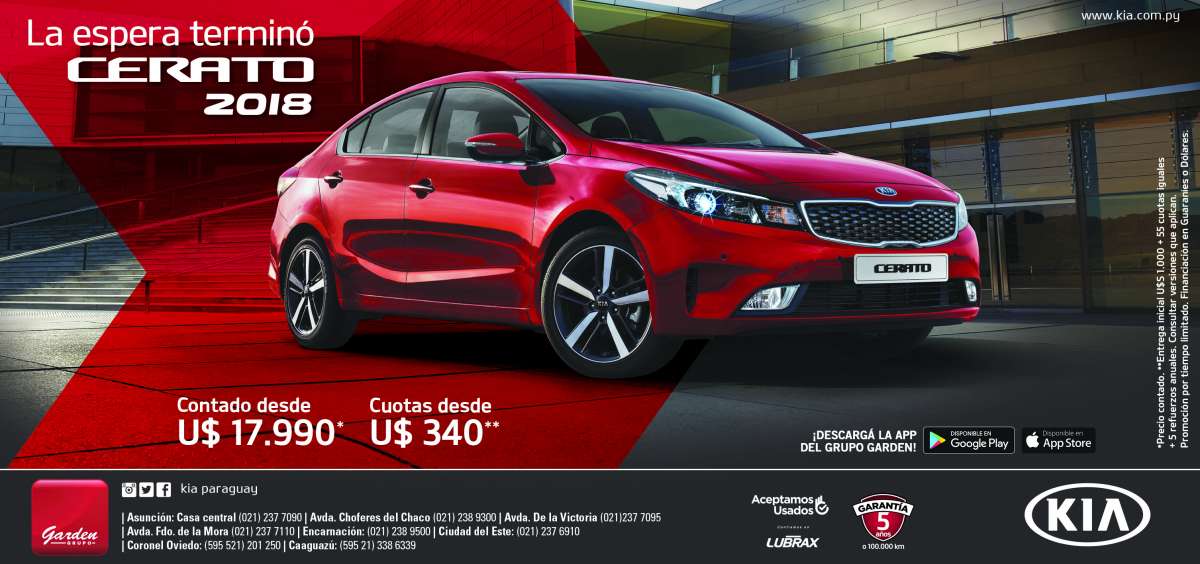 La espera terminó
CERATO
2018
www.kia.com.py
KIA
CERATO
KIA
Contado desde
U$ 17.990*
Cuotas desde
U$ 340**
¡DESCARGÁ LA APP
DEL GRUPO GARDEN!
DISPONIBLE EN
Google Play
Disponible en
App Store
*Precio contado. **Entrega inicial U$S 1.000 + 55 cuotas iguales
+ 5 refuerzos anuales. Consultar versiones que aplican.
Promoción por tiempo limitado. Financiación en Guaraníes o Dólares.
Garden
GRUPO
kia paraguay
| Asunción: Casa central (021) 237 7090 | Avda. Choferes del Chaco (021) 238 9300 | Avda. De la Victoria (021)237 7095
| Avda. Fdo. de la Mora (021) 237 7110 | Encarnación: (021) 238 9500 | Ciudad del Este: (021) 237 6910
| Coronel Oviedo: (595 521) 201 250 | Caaguazú: (595 21) 338 6339
Aceptamos
Usados
Confiamos en
LUBRAX
GARANTÍA
5
años
o 100.000 km
KIA